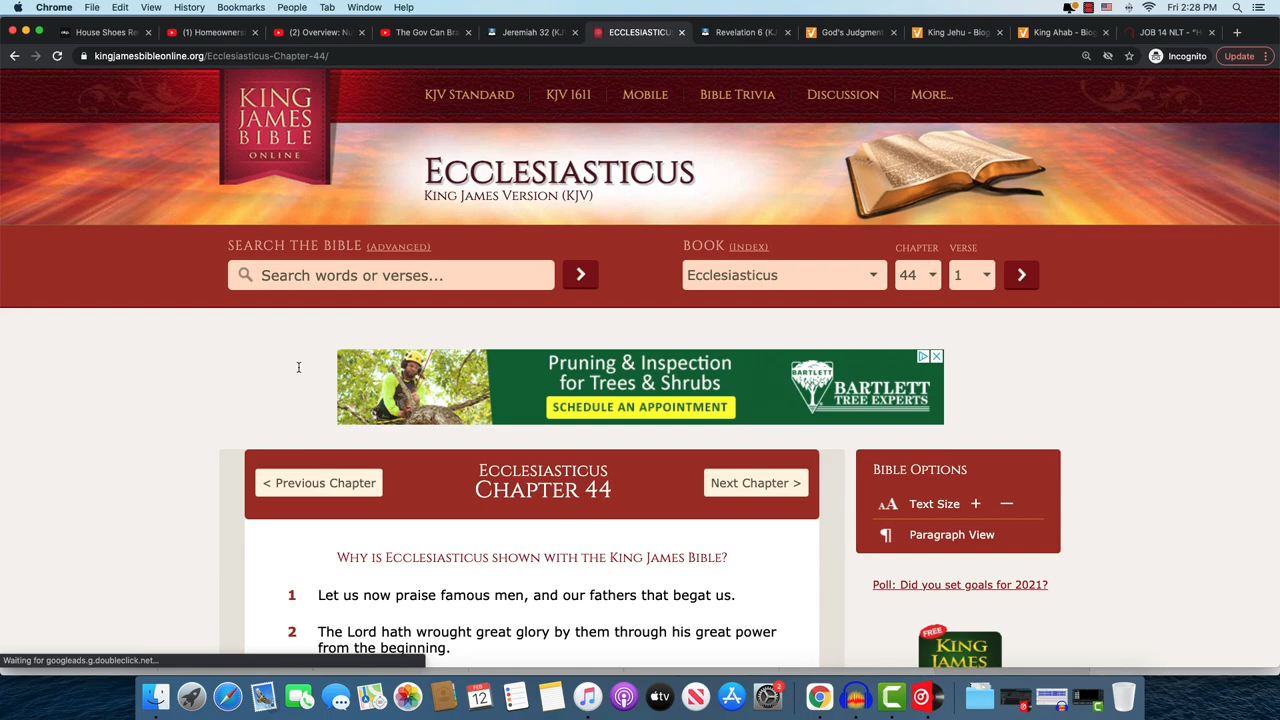 Chrome File Edit View History Bookmarks People Tab Window Help Fri 2:28 PM
House Shoes Re (1) Homeowners (2) Overview: Nu The Gov Can Bra Jeremiah 32 (KJ ECCLESIASTICU Revelation 6 (KJ God's Judgment King Jehu - Biog King Ahab - Biog JOB 14 NLT - "H
kingjamesbibleonline.org/Ecclesiasticus-Chapter-44/ Incognito Update
KING
JAMES
BIBLE
ONLINE
KJV STANDARD KJV 1611 MOBILE BIBLE TRIVIA DISCUSSION MORE...
ECCLESIASTICUS
KING JAMES VERSION (KJV)
SEARCH THE BIBLE (ADVANCED) BOOK (INDEX) CHAPTER VERSE
Search words or verses... Ecclesiasticus 44 1
Pruning & Inspection
for Trees & Shrubs
SCHEDULE AN APPOINTMENT
BARTLETT
TREE EXPERTS
< Previous Chapter
ECCLESIASTICUS
CHAPTER 44
Next Chapter >
WHY IS ECCLESIASTICUS SHOWN WITH THE KING JAMES BIBLE?
1 Let us now praise famous men, and our fathers that begat us.
2 The Lord hath wrought great glory by them through his great power
from the beginning.
BIBLE OPTIONS
AA Text Size + —
¶ Paragraph View
Poll: Did you set goals for 2021?
FREE
KING
JAMES
Waiting for googleads.g.doubleclick.net...
FEB
12
tv
2